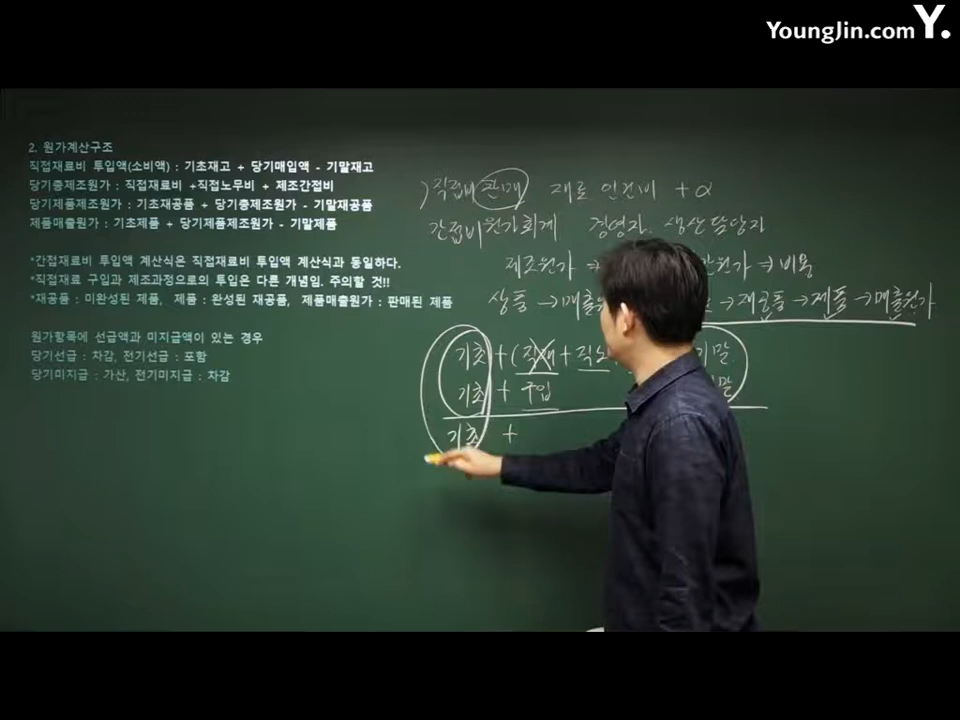 YoungJin.com Y.
2. 원가계산구조
직접재료비 투입액(소비액) : 기초재고 + 당기매입액 - 기말재고
당기총제조원가 : 직접재료비 +직접노무비 + 제조간접비
당기제품제조원가 : 기초재공품 + 당기총제조원가 - 기말재공품
제품매출원가 : 기초제품 + 당기제품제조원가 - 기말제품
*간접재료비 투입액 계산식은 직접재료비 투입액 계산식과 동일하다.
*직접재료 구입과 제조과정으로의 투입은 다른 개념임. 주의할 것!!
*재공품 : 미완성된 제품, 제품 : 완성된 재공품, 제품매출원가 : 판매된 제품
원가항목에 선급액과 미지급액이 있는 경우
당기선급 : 차감, 전기선급 : 포함
당기미지급 : 가산, 전기미지급 : 차감
직접비 판매 재료 인건비 + α
간접비 원가회계 경영자. 생산담당자
제조원가 ⇒ 원가 ⇒ 비용
상품 → 매출 → 재공품 → 제품 → 매출원가
기초 + (직재 + 직노 기말
기초 + 구입 말
기초 +